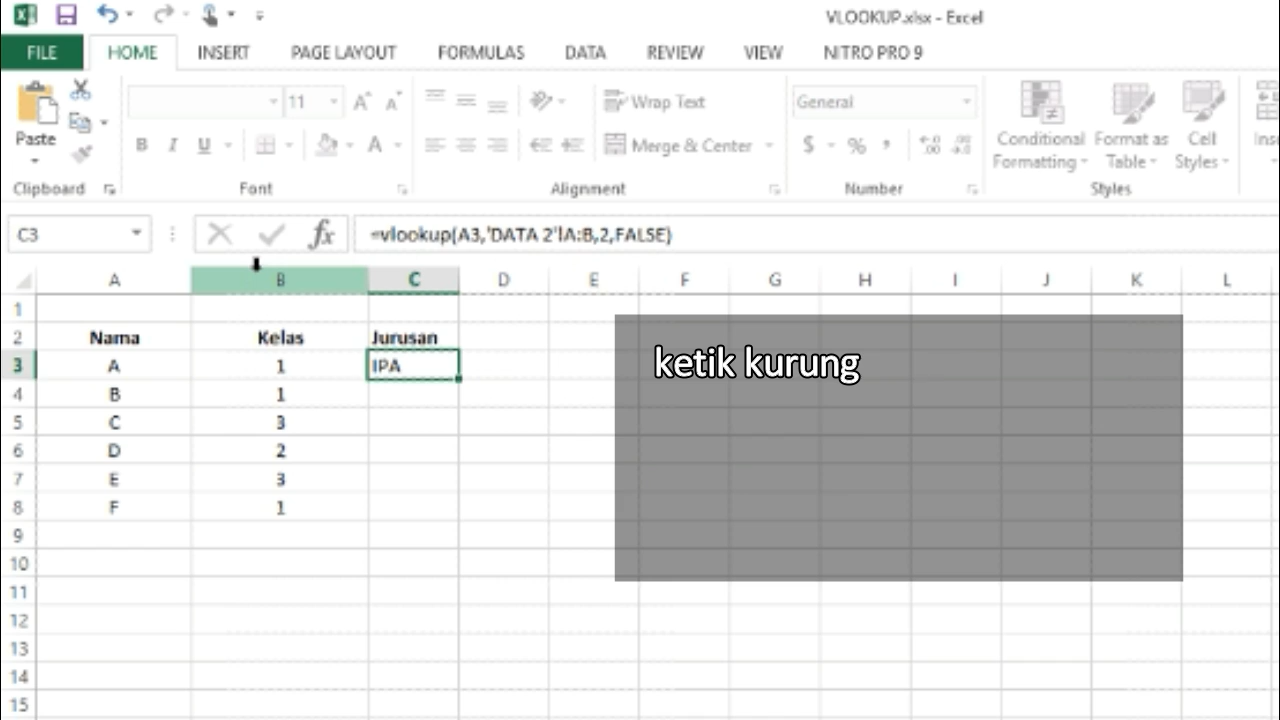 VLOOKUP.xlsx - Excel
FILE HOME INSERT PAGE LAYOUT FORMULAS DATA REVIEW VIEW NITRO PRO 9
11 Wrap Text General
Paste B I U A Merge & Center $ % , Conditional Formatting Format as Table Cell Styles
Clipboard Font Alignment Number Styles
C3 fx =vlookup(A3,'DATA 2'!A:B,2,FALSE)
A B C D E F G H I J K L
1
2 Nama Kelas Jurusan
3 A 1 IPA
ketik kurung
4 B 1
5 C 3
6 D 2
7 E 3
8 F 1
9
10
11
12
13
14
15